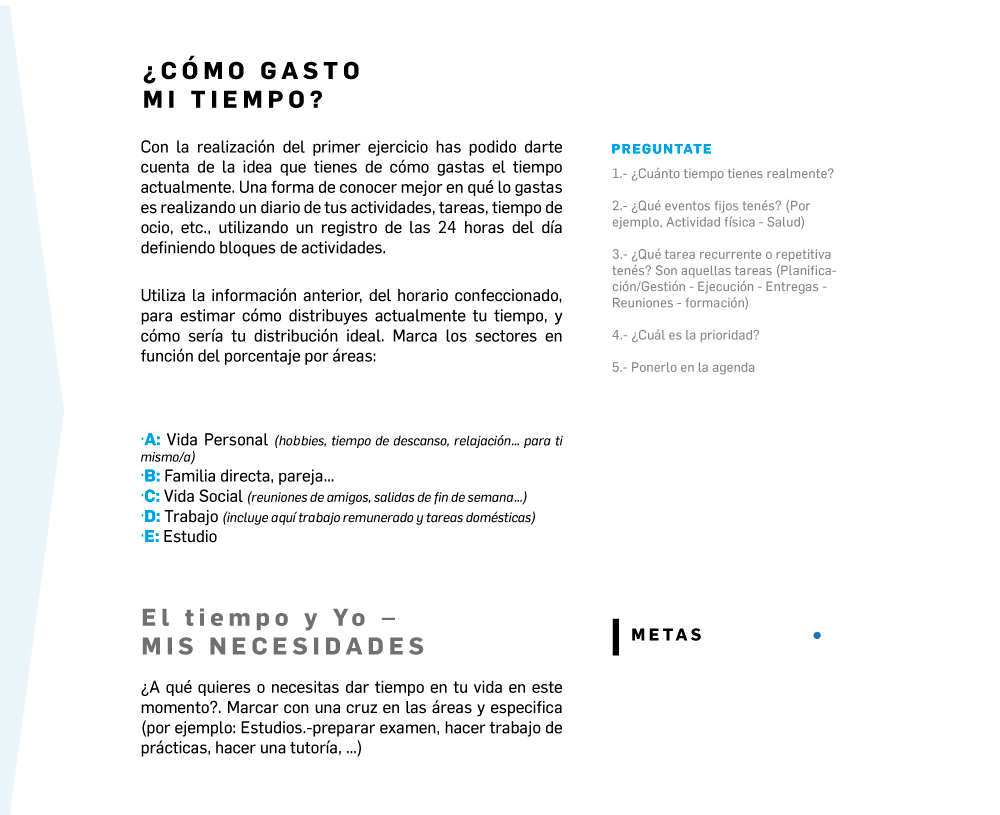 ¿CÓMO GASTO
MI TIEMPO?
Con la realización del primer ejercicio has podido darte
cuenta de la idea que tienes de cómo gastas el tiempo
actualmente. Una forma de conocer mejor en qué lo gastas
es realizando un diario de tus actividades, tareas, tiempo de
ocio, etc., utilizando un registro de las 24 horas del día
definiendo bloques de actividades.
Utiliza la información anterior, del horario confeccionado,
para estimar cómo distribuyes actualmente tu tiempo, y
cómo sería tu distribución ideal. Marca los sectores en
función del porcentaje por áreas:
·A: Vida Personal (hobbies, tiempo de descanso, relajación... para ti
mismo/a)
·B: Familia directa, pareja...
·C: Vida Social (reuniones de amigos, salidas de fin de semana...)
·D: Trabajo (incluye aquí trabajo remunerado y tareas domésticas)
·E: Estudio
PREGUNTATE
1.- ¿Cuánto tiempo tienes realmente?
2.- ¿Qué eventos fijos tenés? (Por
ejemplo, Actividad física - Salud)
3.- ¿Qué tarea recurrente o repetitiva
tenés? Son aquellas tareas (Planifica-
ción/Gestión - Ejecución - Entregas -
Reuniones - formación)
4.- ¿Cuál es la prioridad?
5.- Ponerlo en la agenda
El tiempo y Yo –
MIS NECESIDADES
¿A qué quieres o necesitas dar tiempo en tu vida en este
momento?. Marcar con una cruz en las áreas y especifica
(por ejemplo: Estudios.-preparar examen, hacer trabajo de
prácticas, hacer una tutoría, ...)
METAS